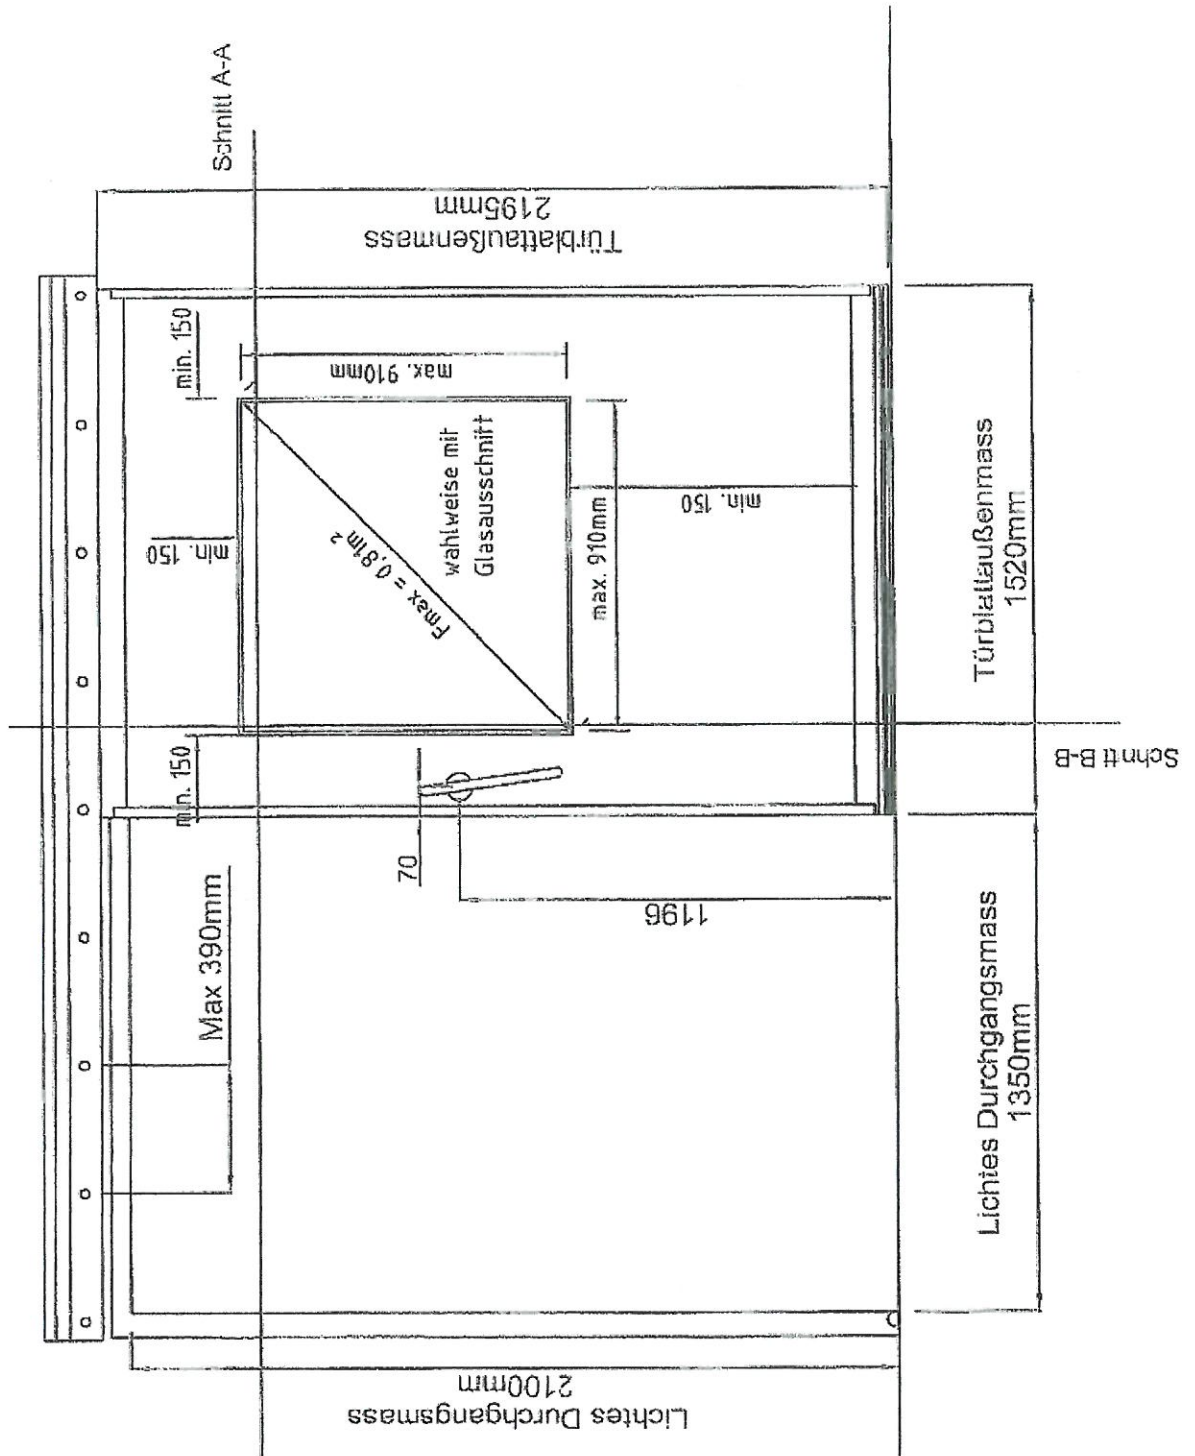 Schnitt A-A
2195mm
Türblattaußenmass
min. 150
max. 910mm
min. 150
wahlweise mit
Glasausschnitt
Fmax = 0,81m²
min. 150
max. 910mm
min. 150
Türblattaußenmass
1520mm
Schnitt B-B
70
Max 390mm
1196
Lichtes Durchgangsmass
1350mm
2100mm
Lichtes Durchgangsmass